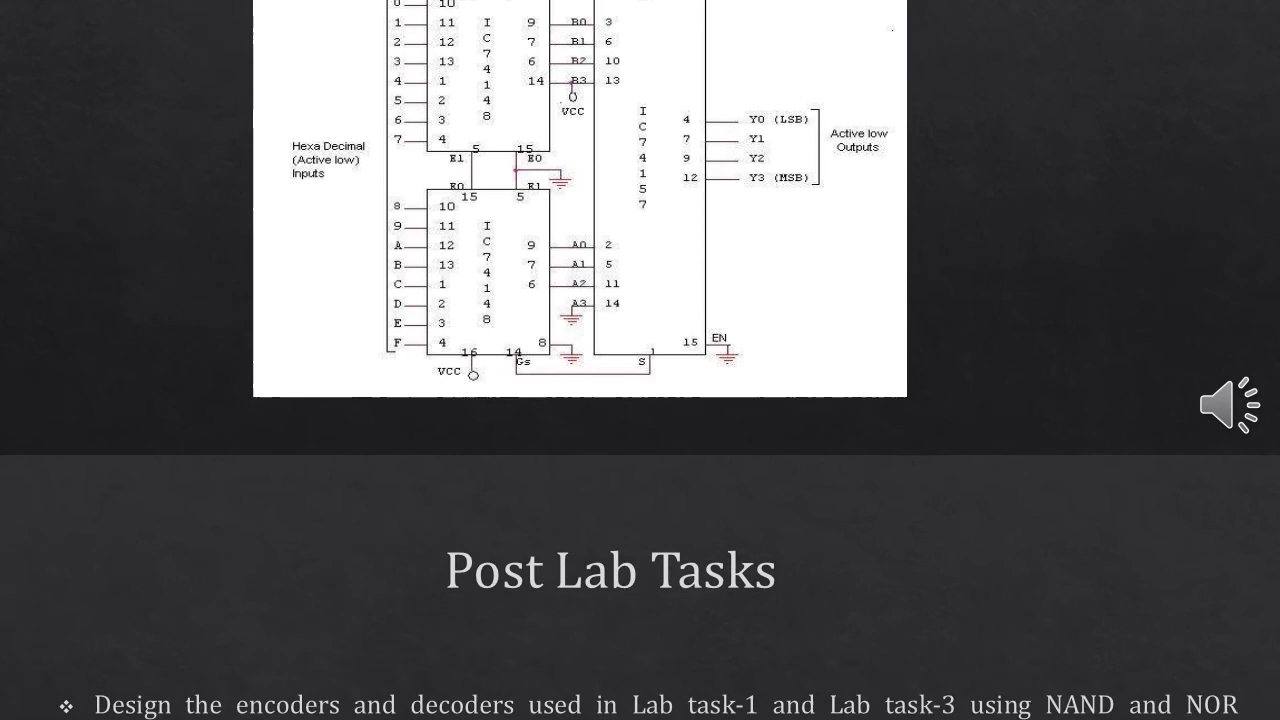 0 10
1 11 I 9 B0 3
2 12 C 7 B1 6
3 13 7 6 B2 10
4 1 4 14 B3 13
5 2 1
6 3 4
7 4 8
VCC
5 15
E1 E0
Hexa Decimal
(Active low)
Inputs
E0 E1
15 5
8 10
9 11 I
A 12 C 9 A0 2
B 13 7 7 A1 5
C 1 4 6 A2 11
D 2 1 A3 14
E 3 4
F 4 8 8
16 14
Gs
VCC
I
C
7
4
1
5
7
4 Y0 (LSB)
7 Y1
9 Y2
12 Y3 (MSB)
Active low
Outputs
15 EN
1
S
Post Lab Tasks
❖ Design the encoders and decoders used in Lab task-1 and Lab task-3 using NAND and NOR